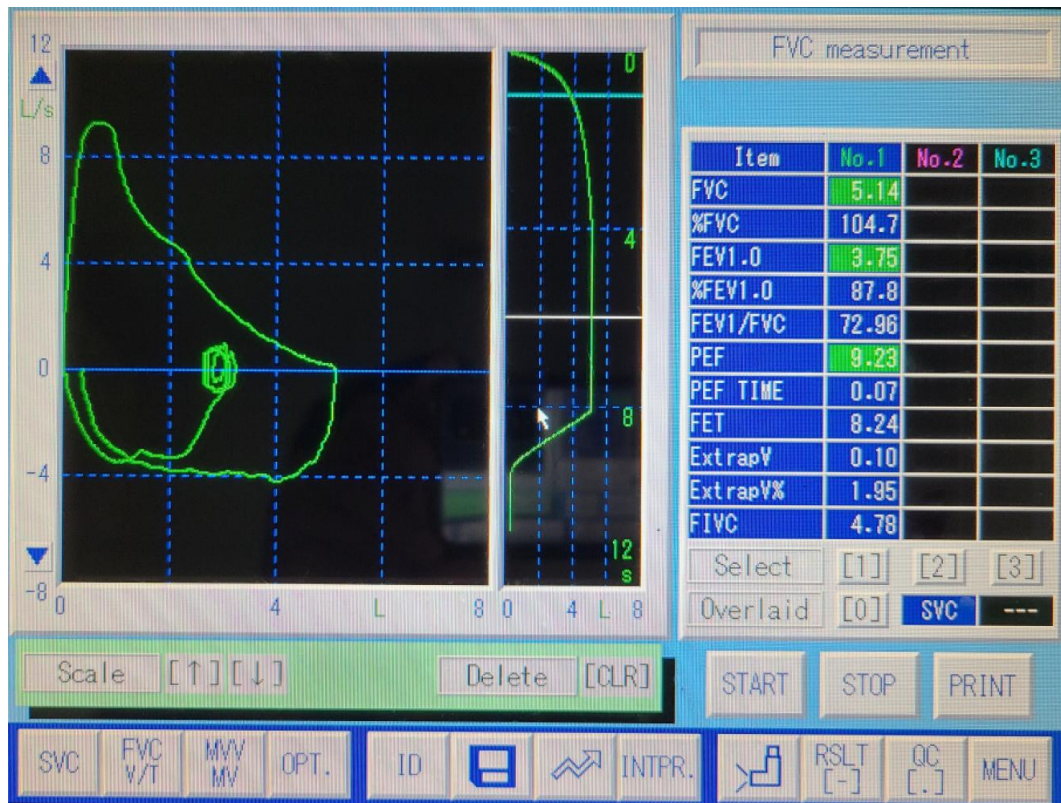 FVC measurement
12
L/s
8
4
0
-4
-8
0 4 L 8
0
4
8
12
s
0 4 L 8
Item No.1 No.2 No.3
FVC 5.14
%FVC 104.7
FEV1.0 3.75
%FEV1.0 87.8
FEV1/FVC 72.96
PEF 9.23
PEF TIME 0.07
FET 8.24
ExtrapV 0.10
ExtrapV% 1.95
FIVC 4.78
Select [1] [2] [3]
Overlaid [0] SVC ---
Scale [↑][↓] Delete [CLR]
START STOP PRINT
SVC FVC V/T MVV MV OPT. ID INTPR. RSLT [-] QC [.] MENU